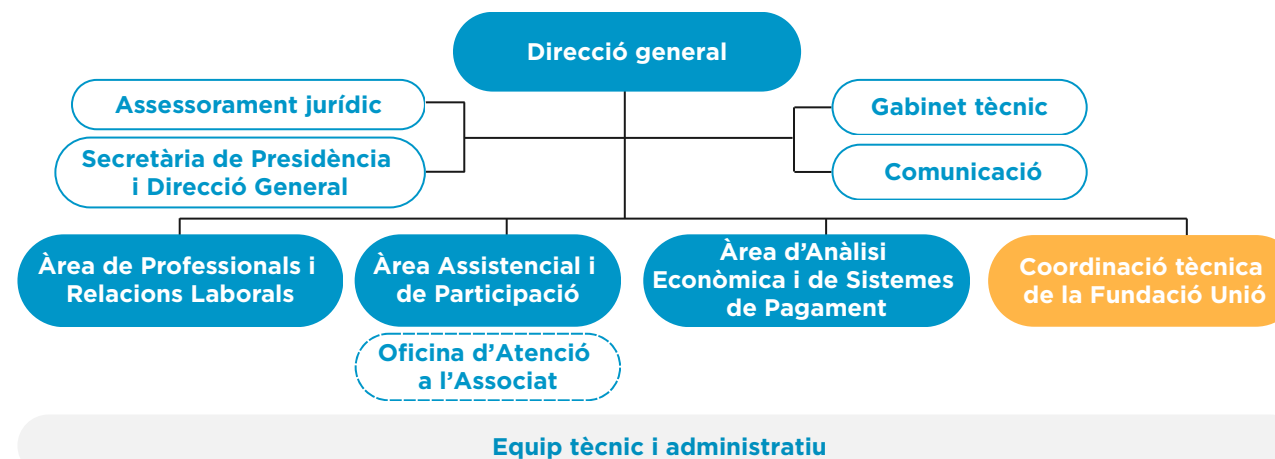 Direcció general
Assessorament jurídic
Gabinet tècnic
Secretària de Presidència
i Direcció General
Comunicació
Àrea de Professionals i
Relacions Laborals
Àrea Assistencial i
de Participació
Àrea d’Anàlisi
Econòmica i de Sistemes
de Pagament
Coordinació tècnica
de la Fundació Unió
Oficina d’Atenció
a l’Associat
Equip tècnic i administratiu